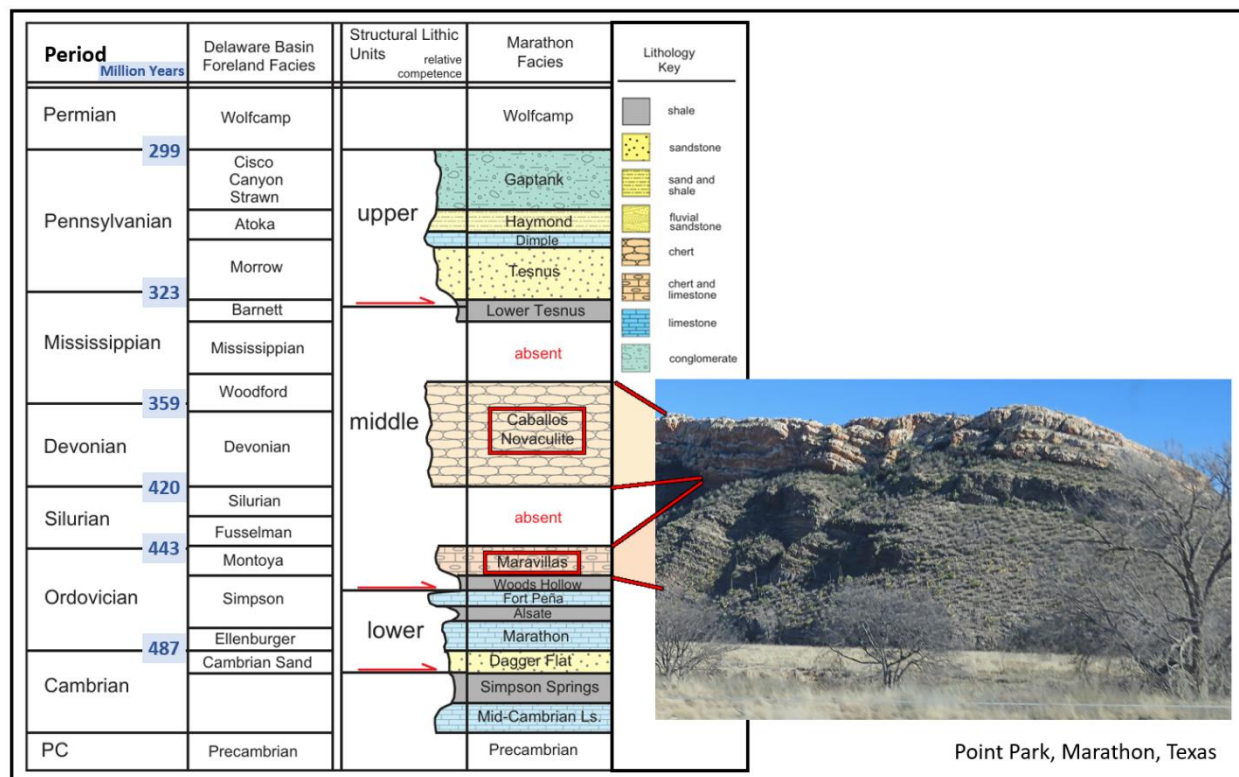 Period
Million Years
Delaware Basin
Foreland Facies
Structural Lithic
Units
relative
competence
Marathon
Facies
Lithology
Key
Permian
Wolfcamp
Wolfcamp
299
Pennsylvanian
Cisco
Canyon
Strawn
Atoka
Morrow
upper
Gaptank
Haymond
Dimple
Tesnus
323
Mississippian
Barnett
Mississippian
Woodford
Lower Tesnus
absent
359
Devonian
Devonian
middle
Caballos
Novaculite
420
Silurian
Silurian
Fusselman
absent
443
Ordovician
Montoya
Simpson
Ellenburger
Maravillas
Woods Hollow
lower
Fort Peña
Alsate
Marathon
487
Cambrian
Cambrian Sand
Dagger Flat
Simpson Springs
Mid-Cambrian Ls.
PC
Precambrian
Precambrian
shale
sandstone
sand and
shale
fluvial
sandstone
chert
chert and
limestone
limestone
conglomerate
Point Park, Marathon, Texas